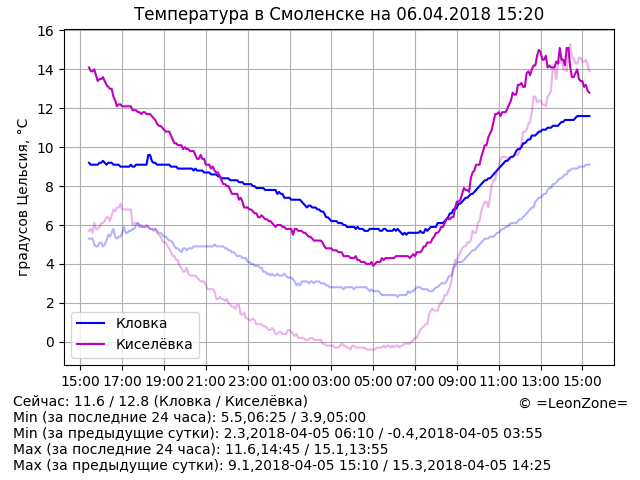 Температура в Смоленске на 06.04.2018 15:20
градусов Цельсия, °C
16
14
12
10
8
6
4
2
0
Кловка
Киселёвка
15:00 17:00 19:00 21:00 23:00 01:00 03:00 05:00 07:00 09:00 11:00 13:00 15:00
Сейчас: 11.6 / 12.8 (Кловка / Киселёвка)
© =LeonZone=
Min (за последние 24 часа): 5.5,06:25 / 3.9,05:00
Min (за предыдущие сутки): 2.3,2018-04-05 06:10 / -0.4,2018-04-05 03:55
Max (за последние 24 часа): 11.6,14:45 / 15.1,13:55
Max (за предыдущие сутки): 9.1,2018-04-05 15:10 / 15.3,2018-04-05 14:25